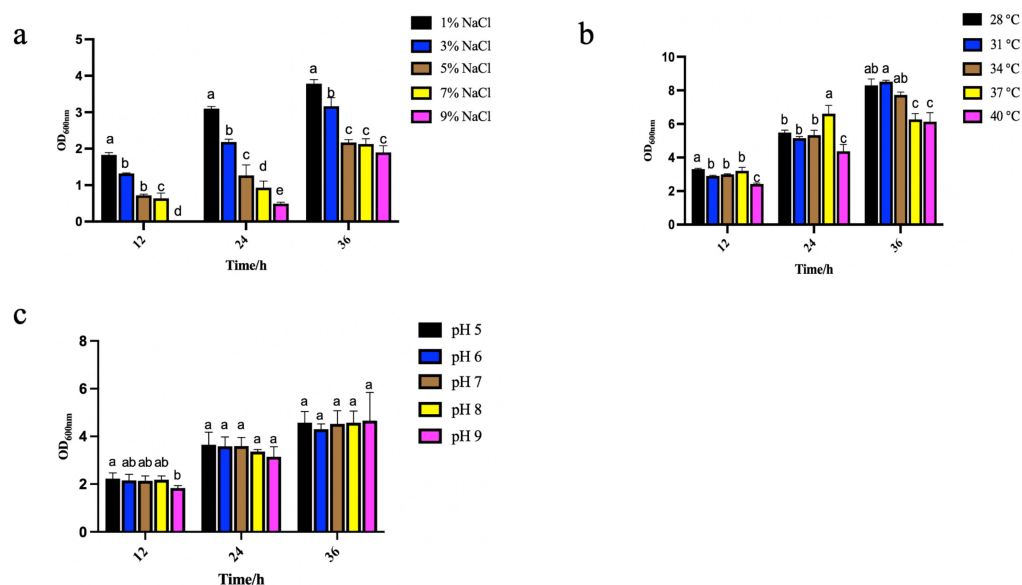 a
1% NaCl
3% NaCl
5% NaCl
7% NaCl
9% NaCl
OD600nm
5
4
3
2
1
0
a
b
b
c
d
a
b
c
d
e
a
b
c
c
c
12
24
36
Time/h
b
28 °C
31 °C
34 °C
37 °C
40 °C
OD600nm
10
8
6
4
2
0
a
b
b
b
c
b
b
b
a
c
ab
a
ab
c
c
12
24
36
Time/h
c
pH 5
pH 6
pH 7
pH 8
pH 9
OD600nm
8
6
4
2
0
a
ab
ab
ab
b
a
a
a
a
a
a
a
a
a
a
12
24
36
Time/h